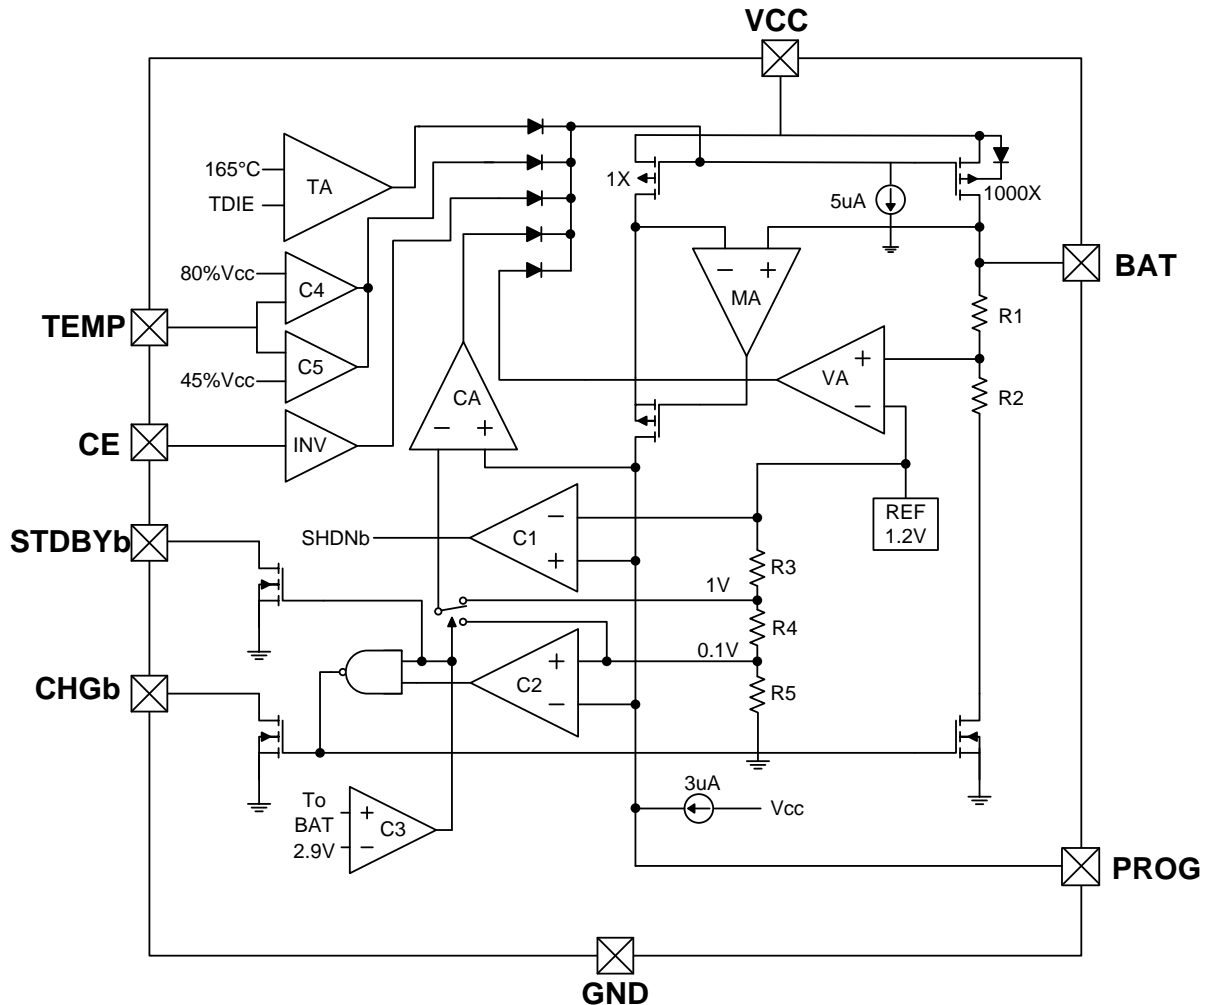 VCC
165°C
TA
TDIE
1X
1000X
5uA
80%Vcc
C4
− +
MA
BAT
TEMP
R1
C5
45%Vcc
+
VA
−
R2
CA
− +
CE
INV
REF
1.2V
STDBYb
SHDNb
−
C1
+
R3
1V
R4
0.1V
CHGb
+
C2
−
R5
3uA
Vcc
To
BAT
2.9V
+
C3
−
PROG
GND